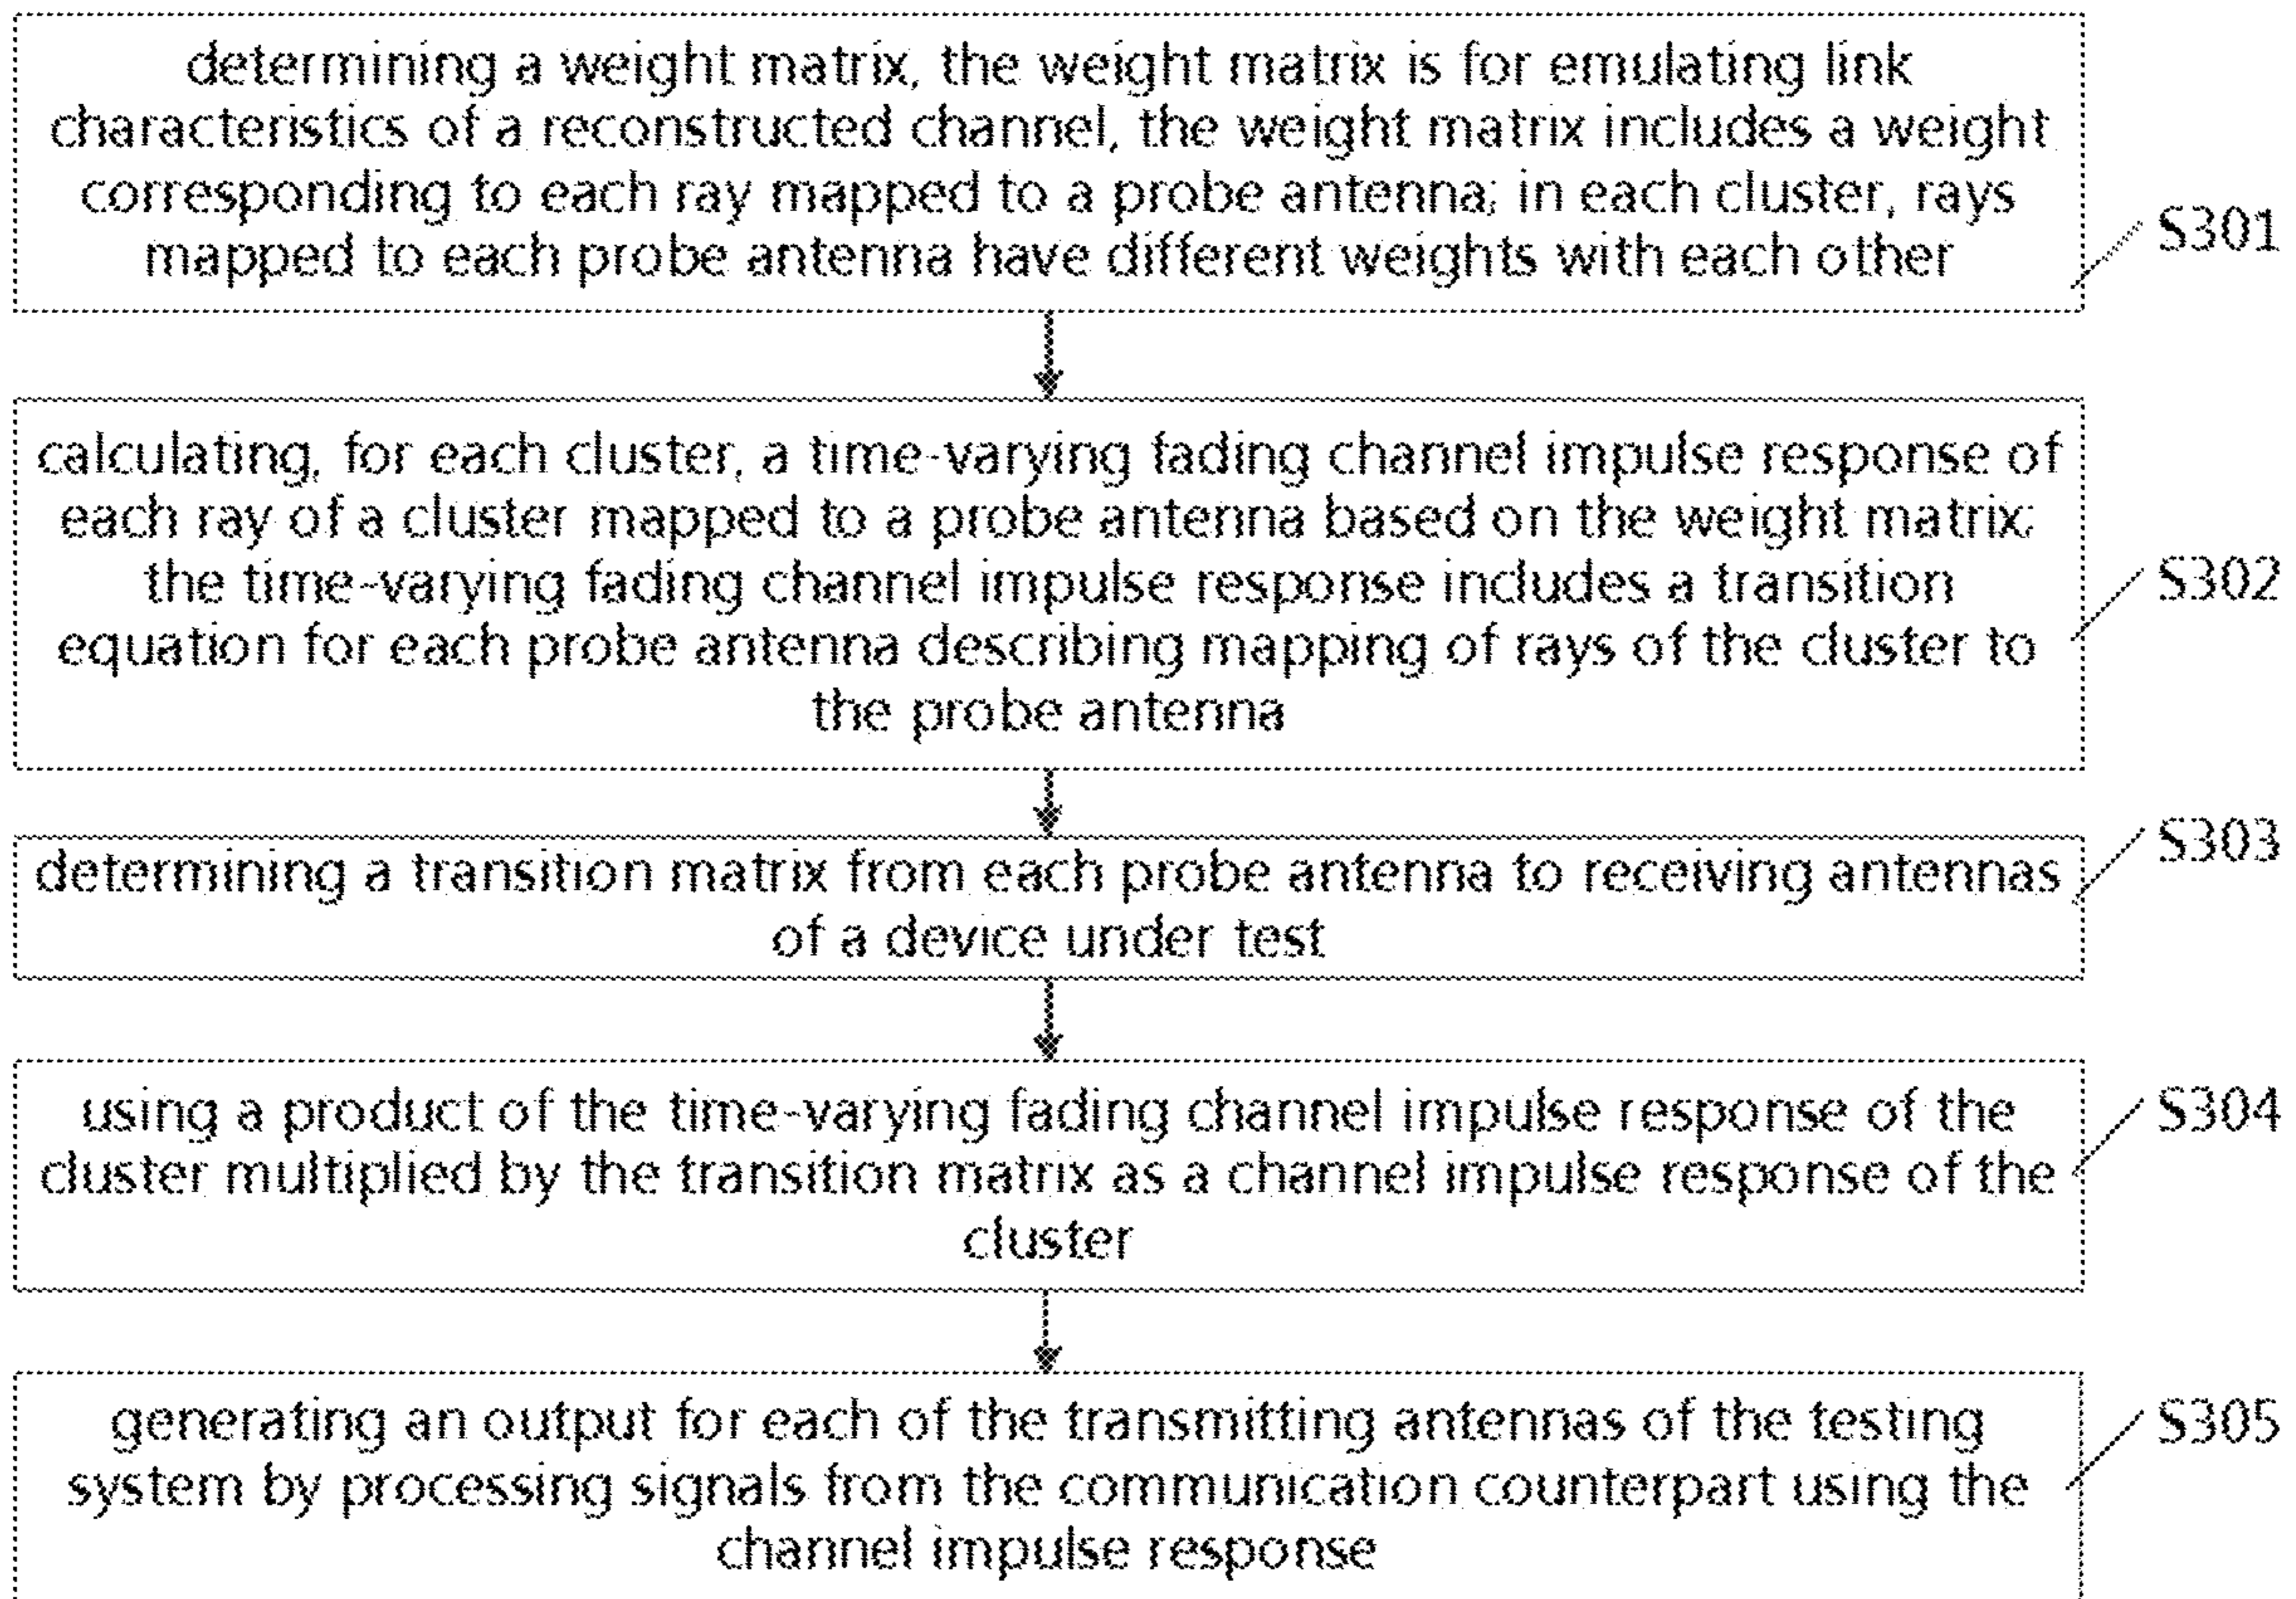 determining a weight matrix, the weight matrix is for emulating link
characteristics of a reconstructed channel, the weight matrix includes a weight
corresponding to each ray mapped to a probe antenna; in each cluster, rays
mapped to each probe antenna have different weights with each other
S301
calculating, for each cluster, a time-varying fading channel impulse response of
each ray of a cluster mapped to a probe antenna based on the weight matrix;
the time-varying fading channel impulse response includes a transition
equation for each probe antenna describing mapping of rays of the cluster to
the probe antenna
S302
determining a transition matrix from each probe antenna to receiving antennas
of a device under test
S303
using a product of the time-varying fading channel impulse response of the
cluster multiplied by the transition matrix as a channel impulse response of the
cluster
S304
generating an output for each of the transmitting antennas of the testing
system by processing signals from the communication counterpart using the
channel impulse response
S305